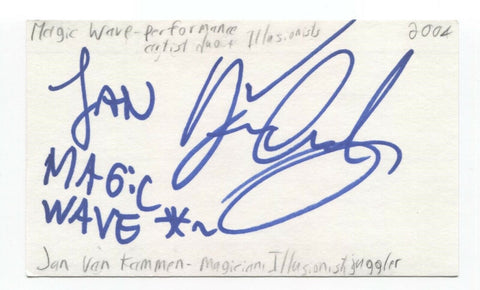 Magic Wave-performance 2004
artist duo + Illusionists
JAN
MAGiC
WAVE
Jan Van Kammen- magician: Illusionist juggler